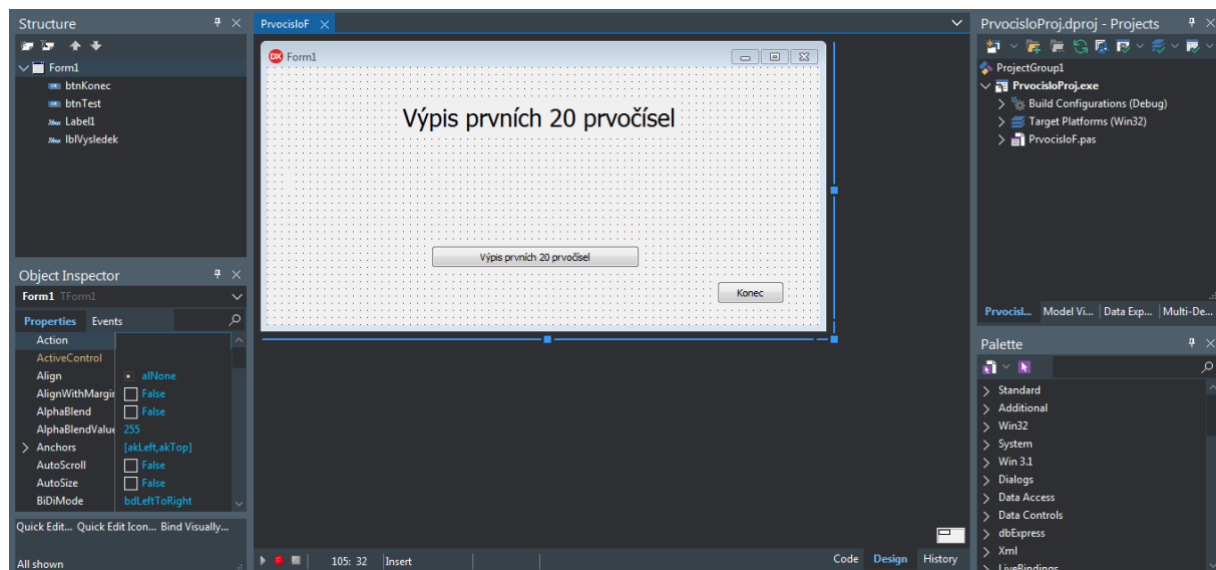 Structure
Form1
btnKonec
btnTest
Label1
lblVysledek
Object Inspector
Form1 TForm1
Properties Events
Action
ActiveControl
Align alNone
AlignWithMargin False
AlphaBlend False
AlphaBlendValue 255
Anchors [akLeft,akTop]
AutoScroll False
AutoSize False
BiDiMode bdLeftToRight
Quick Edit... Quick Edit Icon... Bind Visually...
All shown
PrvocisloF
Form1
Výpis prvních 20 prvočísel
Výpis prvních 20 prvočísel
Konec
105: 32 Insert
Code Design History
PrvocisloProj.dproj - Projects
ProjectGroup1
PrvocisloProj.exe
Build Configurations (Debug)
Target Platforms (Win32)
PrvocisloF.pas
Prvocisl... Model Vi... Data Exp... Multi-De...
Palette
Standard
Additional
Win32
System
Win 3.1
Dialogs
Data Access
Data Controls
dbExpress
Xml
LiveBindings